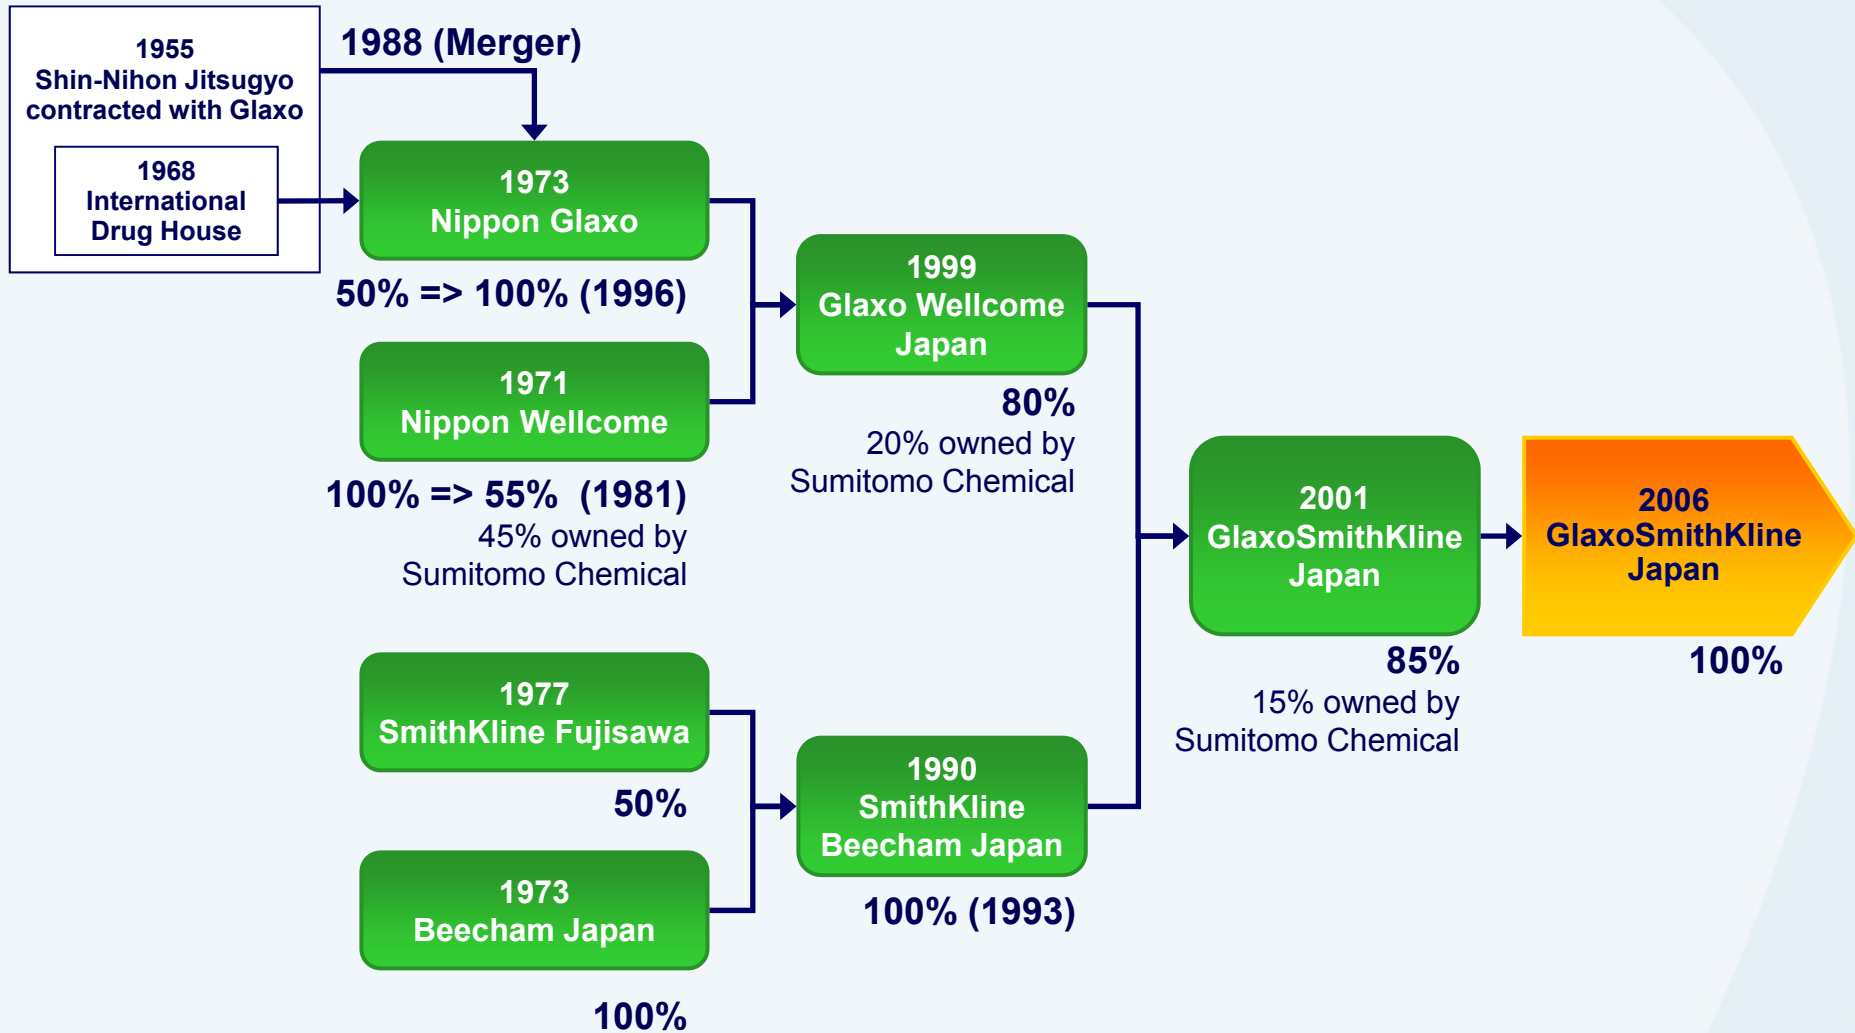 1955
Shin-Nihon Jitsugyo
contracted with Glaxo
1968
International
Drug House
1988 (Merger)
1973
Nippon Glaxo
50% => 100% (1996)
1971
Nippon Wellcome
100% => 55% (1981)
45% owned by
Sumitomo Chemical
1999
Glaxo Wellcome
Japan
80%
20% owned by
Sumitomo Chemical
1977
SmithKline Fujisawa
50%
1973
Beecham Japan
100%
1990
SmithKline
Beecham Japan
100% (1993)
2001
GlaxoSmithKline
Japan
85%
15% owned by
Sumitomo Chemical
2006
GlaxoSmithKline
Japan
100%